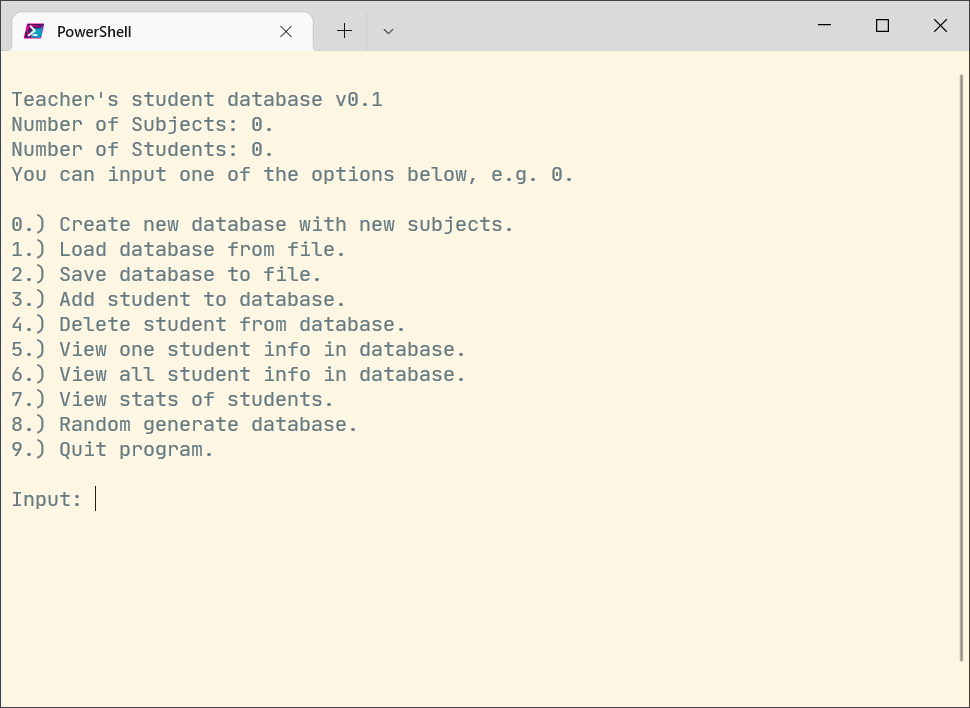 PowerShell
Teacher's student database v0.1
Number of Subjects: 0.
Number of Students: 0.
You can input one of the options below, e.g. 0.
0.) Create new database with new subjects.
1.) Load database from file.
2.) Save database to file.
3.) Add student to database.
4.) Delete student from database.
5.) View one student info in database.
6.) View all student info in database.
7.) View stats of students.
8.) Random generate database.
9.) Quit program.
Input: